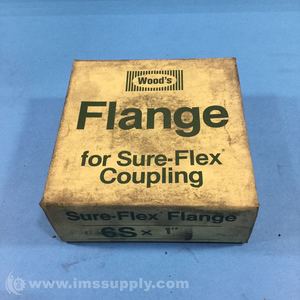 Wood's
Flange
for Sure-Flex
Coupling
Sure-Flex Flange
6S x 1"
© www.imssupply.com